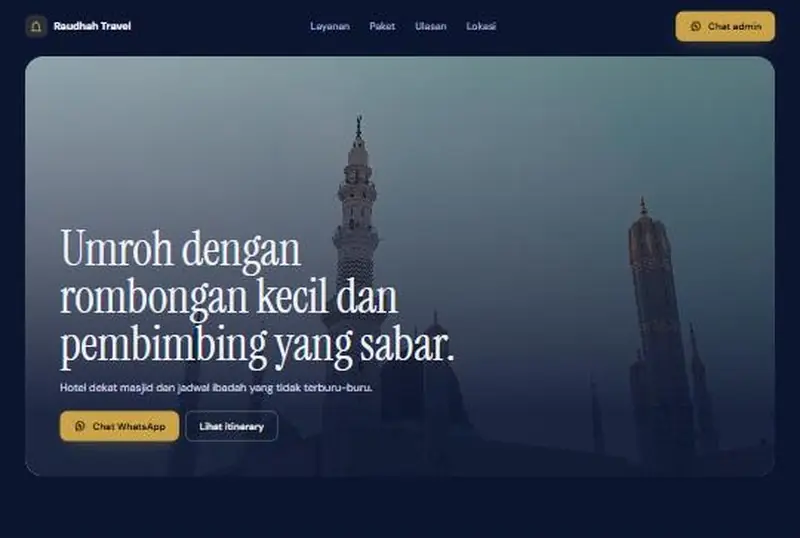 Raudhah Travel
Layanan
Paket
Ulasan
Lokasi
Chat admin
Umroh dengan
rombongan kecil dan
pembimbing yang sabar.
Hotel dekat masjid dan jadwal ibadah yang tidak terburu-buru.
Chat WhatsApp
Lihat itinerary